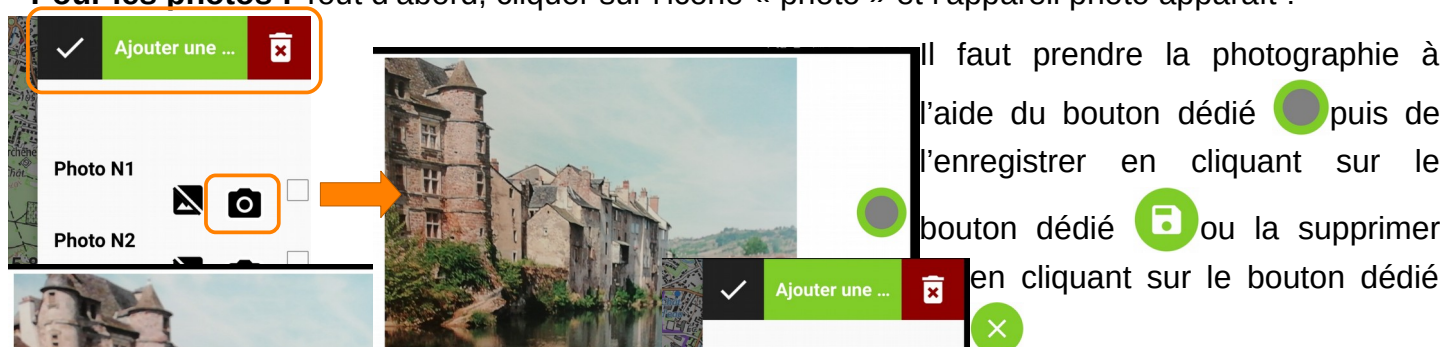 Pour les photos : Tout d'abord, cliquer sur l'icône « photo » et l'appareil photo apparaît :
Ajouter une ...
Photo N1
Photo N2
Il faut prendre la photographie à
l'aide du bouton dédié puis de
l'enregistrer en cliquant sur le
bouton dédié ou la supprimer
en cliquant sur le bouton dédié
Ajouter une ...